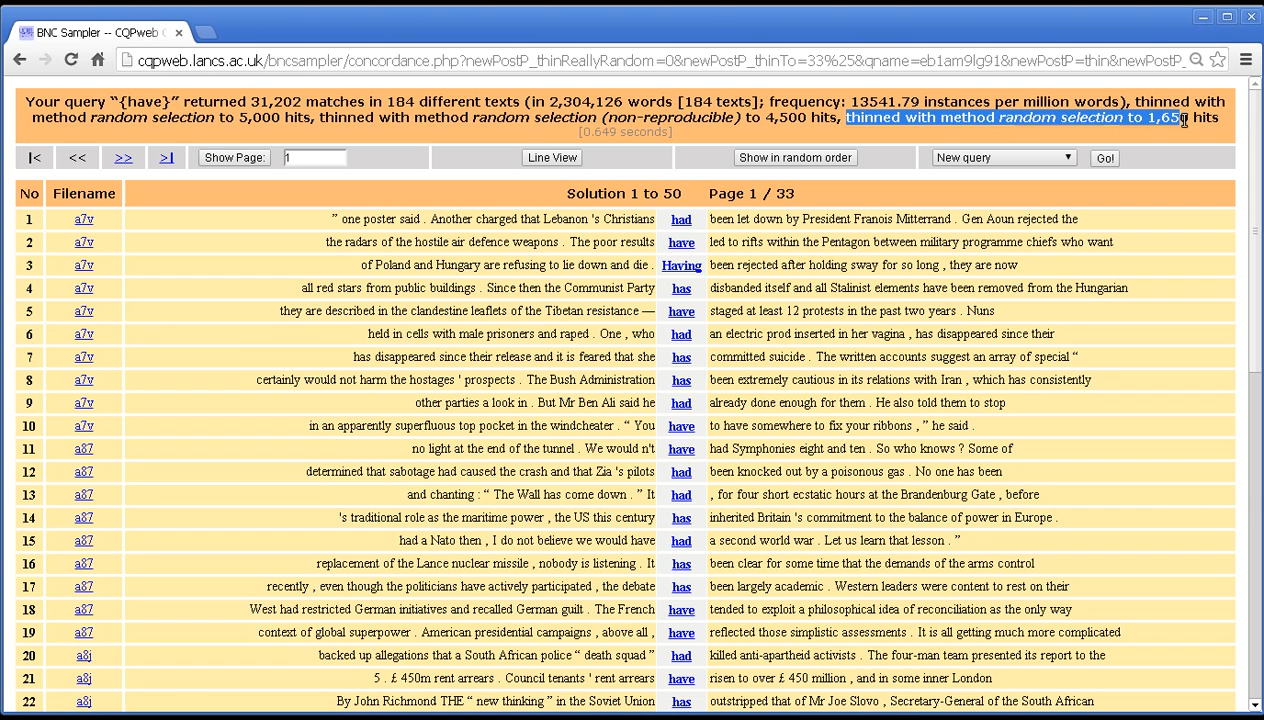 BNC Sampler -- CQPweb
cqpweb.lancs.ac.uk/bncsampler/concordance.php?newPostP_thinReallyRandom=0&newPostP_thinTo=33%25&qname=eb1am9lg91&newPostP=thin&newPostP_
Your query “{have}” returned 31,202 matches in 184 different texts (in 2,304,126 words [184 texts]; frequency: 13541.79 instances per million words), thinned with
method random selection to 5,000 hits, thinned with method random selection (non-reproducible) to 4,500 hits, thinned with method random selection to 1,650 hits
[0.649 seconds]
|< << >> >| Show Page: 1 Line View Show in random order New query Go!
No Filename Solution 1 to 50 Page 1 / 33
1 a7v ” one poster said . Another charged that Lebanon 's Christians had been let down by President Franois Mitterrand . Gen Aoun rejected the
2 a7v the radars of the hostile air defence weapons . The poor results have led to rifts within the Pentagon between military programme chiefs who want
3 a7v of Poland and Hungary are refusing to lie down and die . Having been rejected after holding sway for so long , they are now
4 a7v all red stars from public buildings . Since then the Communist Party has disbanded itself and all Stalinist elements have been removed from the Hungarian
5 a7v they are described in the clandestine leaflets of the Tibetan resistance — have staged at least 12 protests in the past two years . Nuns
6 a7v held in cells with male prisoners and raped . One , who had an electric prod inserted in her vagina , has disappeared since their
7 a7v has disappeared since their release and it is feared that she has committed suicide . The written accounts suggest an array of special “
8 a7v certainly would not harm the hostages ' prospects . The Bush Administration has been extremely cautious in its relations with Iran , which has consistently
9 a7v other parties a look in . But Mr Ben Ali said he had already done enough for them . He also told them to stop
10 a7v in an apparently superfluous top pocket in the windcheater . “ You have to have somewhere to fix your ribbons , ” he said .
11 a87 no light at the end of the tunnel . We would n't have had Symphonies eight and ten . So who knows ? Some of
12 a87 determined that sabotage had caused the crash and that Zia 's pilots had been knocked out by a poisonous gas . No one has been
13 a87 and chanting : “ The Wall has come down . ” It had , for four short ecstatic hours at the Brandenburg Gate , before
14 a87 's traditional role as the maritime power , the US this century has inherited Britain 's commitment to the balance of power in Europe .
15 a87 had a Nato then , I do not believe we would have had a second world war . Let us learn that lesson . ”
16 a87 replacement of the Lance nuclear missile , nobody is listening . It has been clear for some time that the demands of the arms control
17 a87 recently , even though the politicians have actively participated , the debate has been largely academic . Western leaders were content to rest on their
18 a87 West had restricted German initiatives and recalled German guilt . The French have tended to exploit a philosophical idea of reconciliation as the only way
19 a87 context of global superpower . American presidential campaigns , above all , have reflected those simplistic assessments . It is all getting much more complicated
20 a8j backed up allegations that a South African police “ death squad ” had killed anti-apartheid activists . The four-man team presented its report to the
21 a8j 5 . £ 450m rent arrears . Council tenants ' rent arrears have risen to over £ 450 million , and in some inner London
22 a8j By John Richmond THE “ new thinking ” in the Soviet Union has outstripped that of Mr Joe Slovo , Secretary-General of the South African